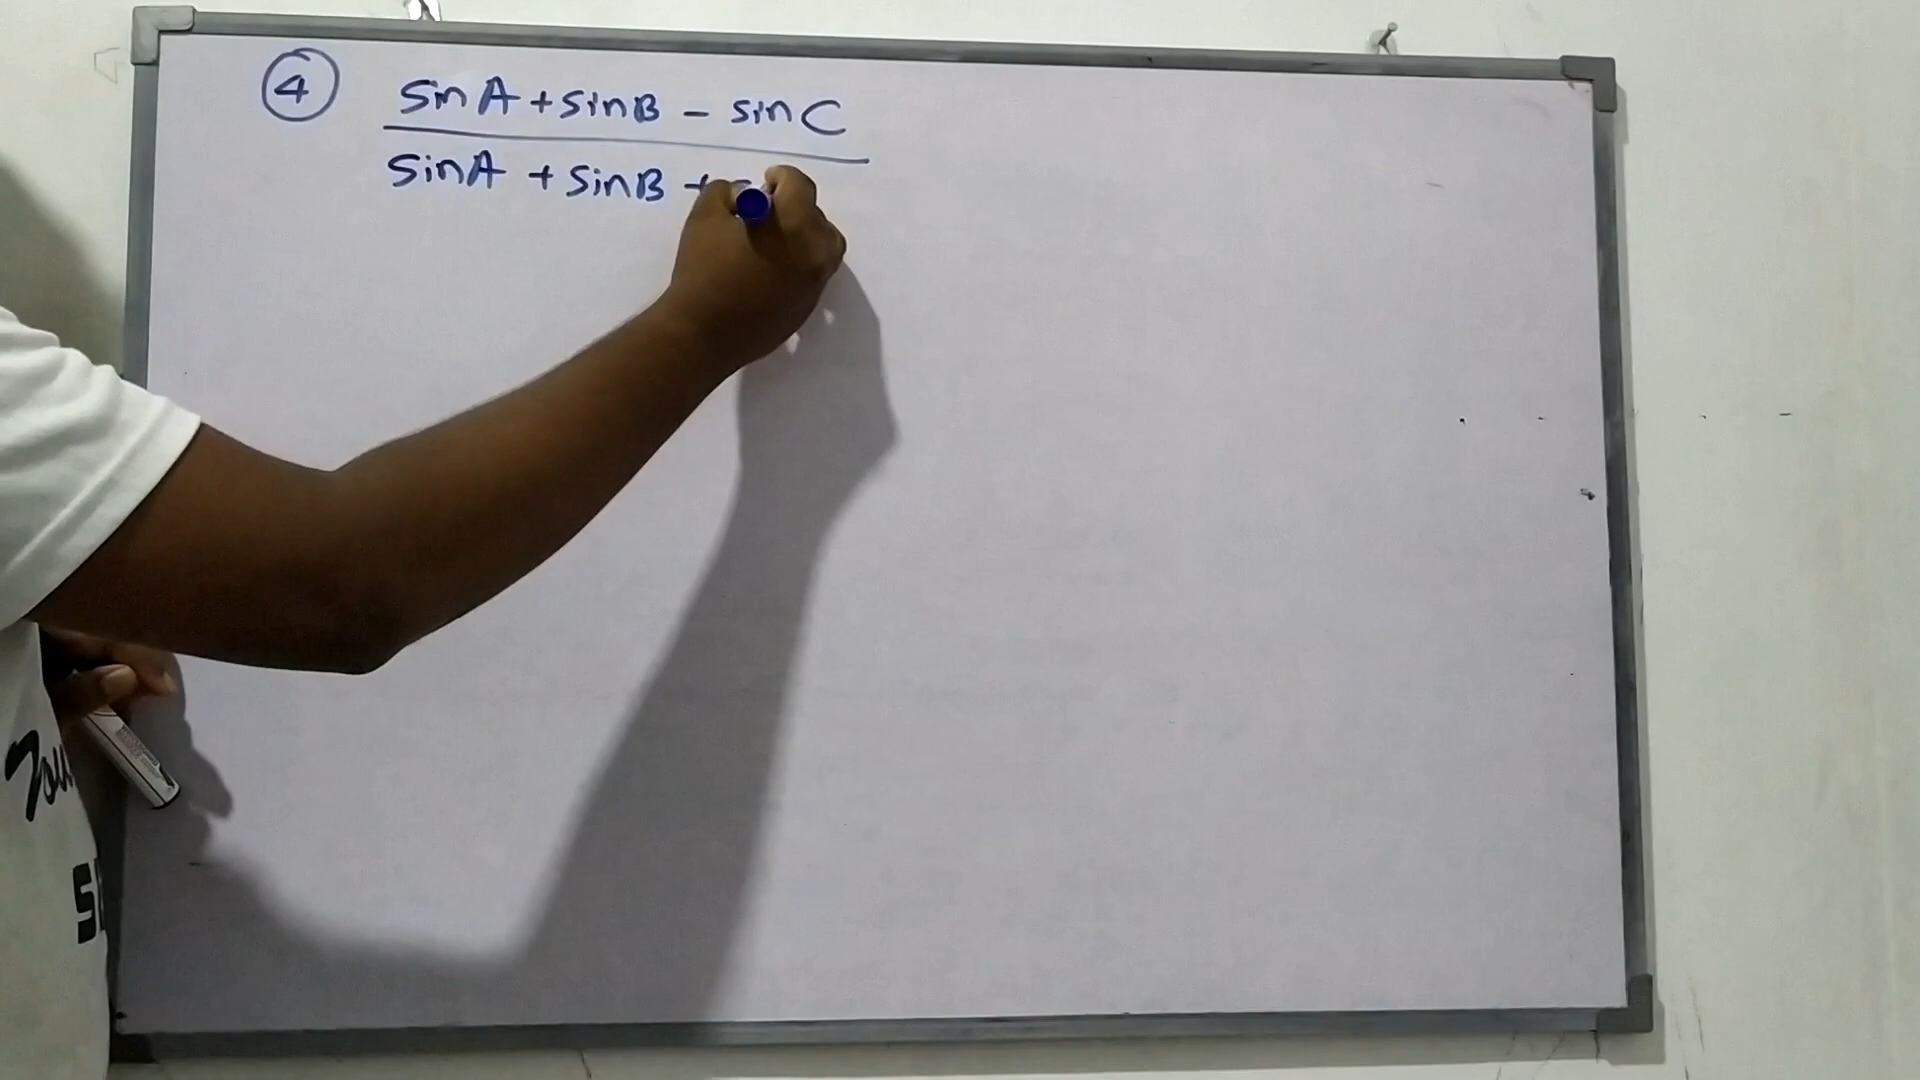 ④ sinA + sinB - sinC
sinA + sinB +